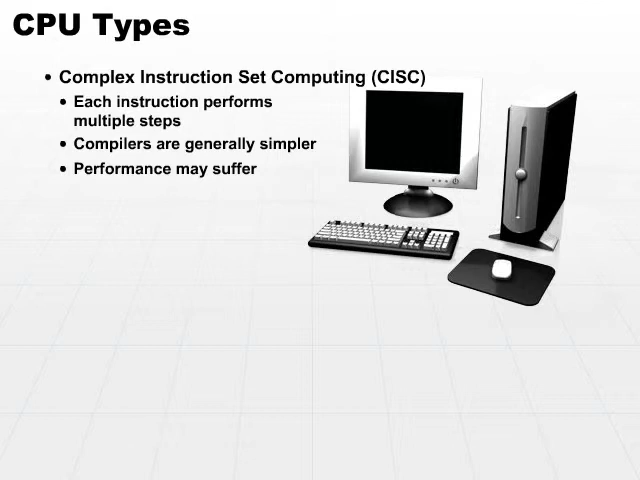 CPU Types
• Complex Instruction Set Computing (CISC)
• Each instruction performs
multiple steps
• Compilers are generally simpler
• Performance may suffer